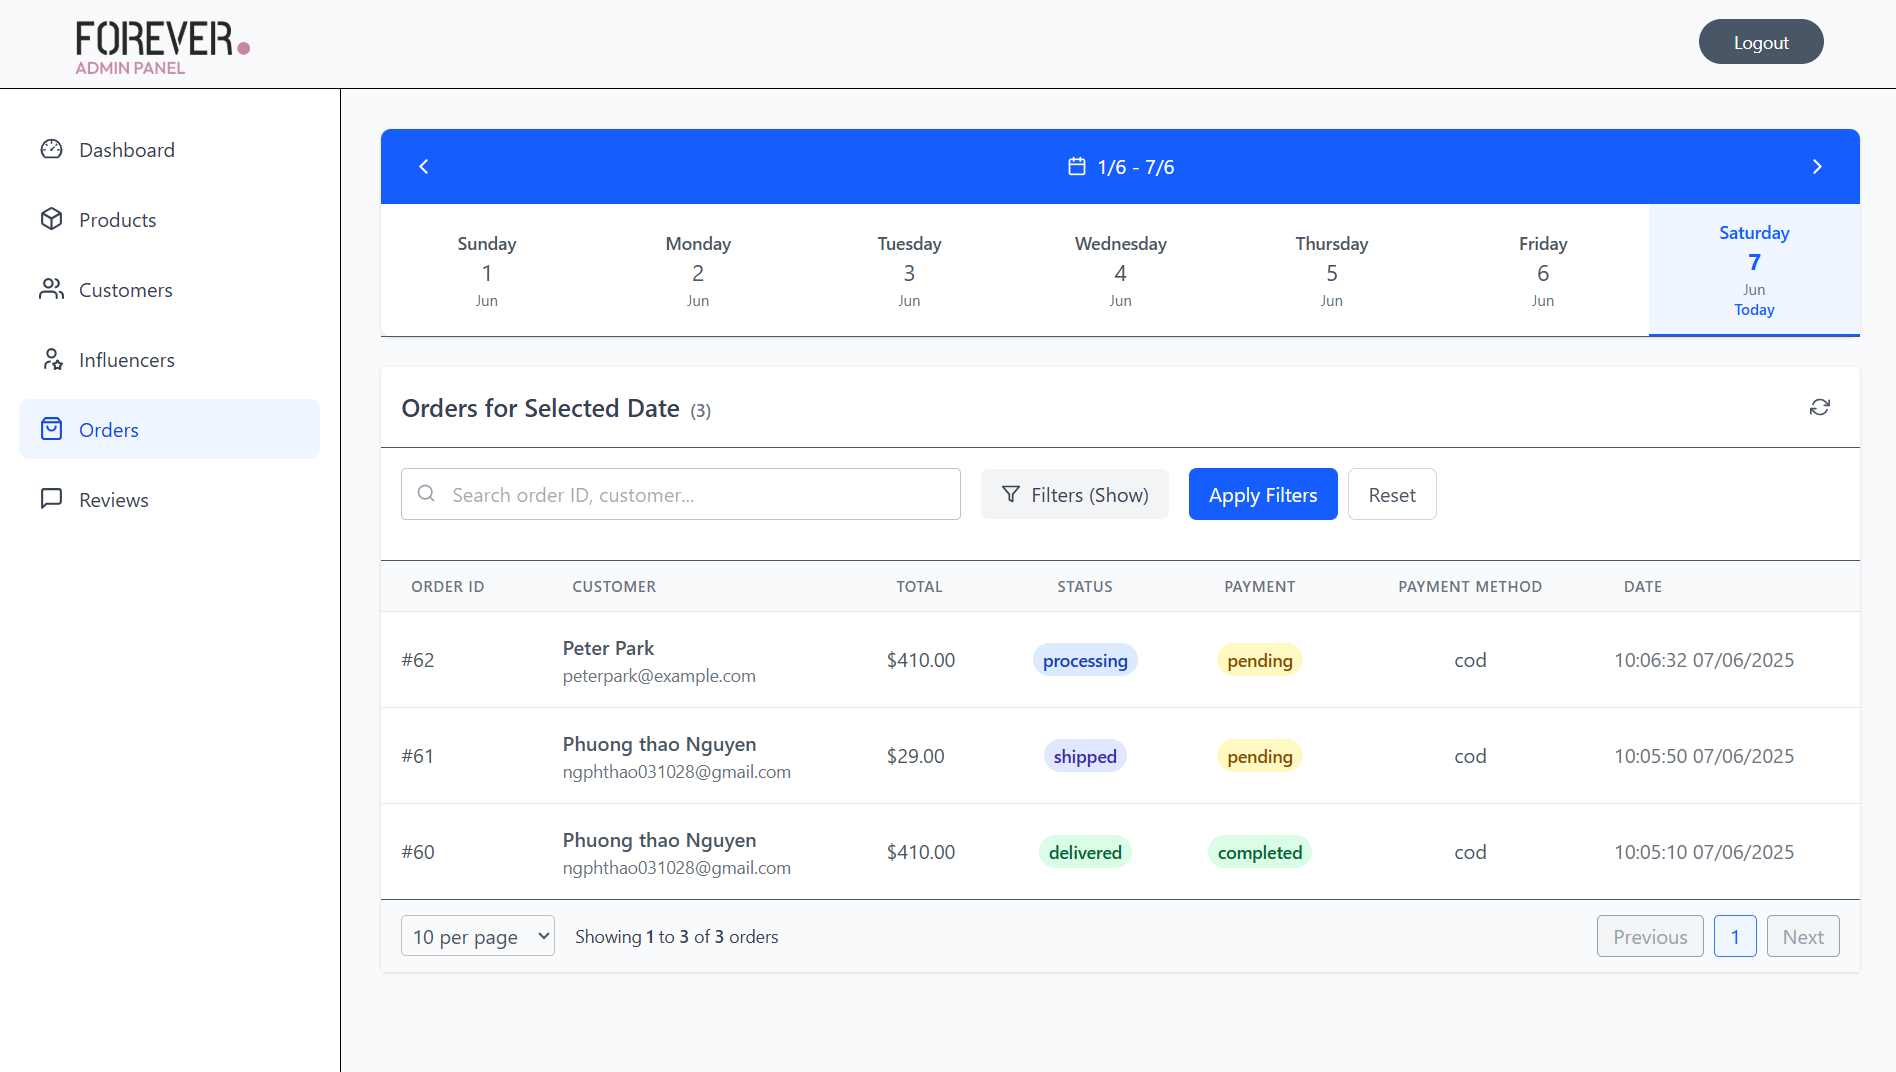 FOREVER.
ADMIN PANEL
Logout
Dashboard
Products
Customers
Influencers
Orders
Reviews
1/6 - 7/6
Sunday
1
Jun
Monday
2
Jun
Tuesday
3
Jun
Wednesday
4
Jun
Thursday
5
Jun
Friday
6
Jun
Saturday
7
Jun
Today
Orders for Selected Date (3)
Search order ID, customer...
Filters (Show)
Apply Filters
Reset
ORDER ID CUSTOMER TOTAL STATUS PAYMENT PAYMENT METHOD DATE
#62 Peter Park $410.00 processing pending cod 10:06:32 07/06/2025
peterpark@example.com
#61 Phuong thao Nguyen $29.00 shipped pending cod 10:05:50 07/06/2025
ngphthao031028@gmail.com
#60 Phuong thao Nguyen $410.00 delivered completed cod 10:05:10 07/06/2025
ngphthao031028@gmail.com
10 per page
Showing 1 to 3 of 3 orders
Previous 1 Next